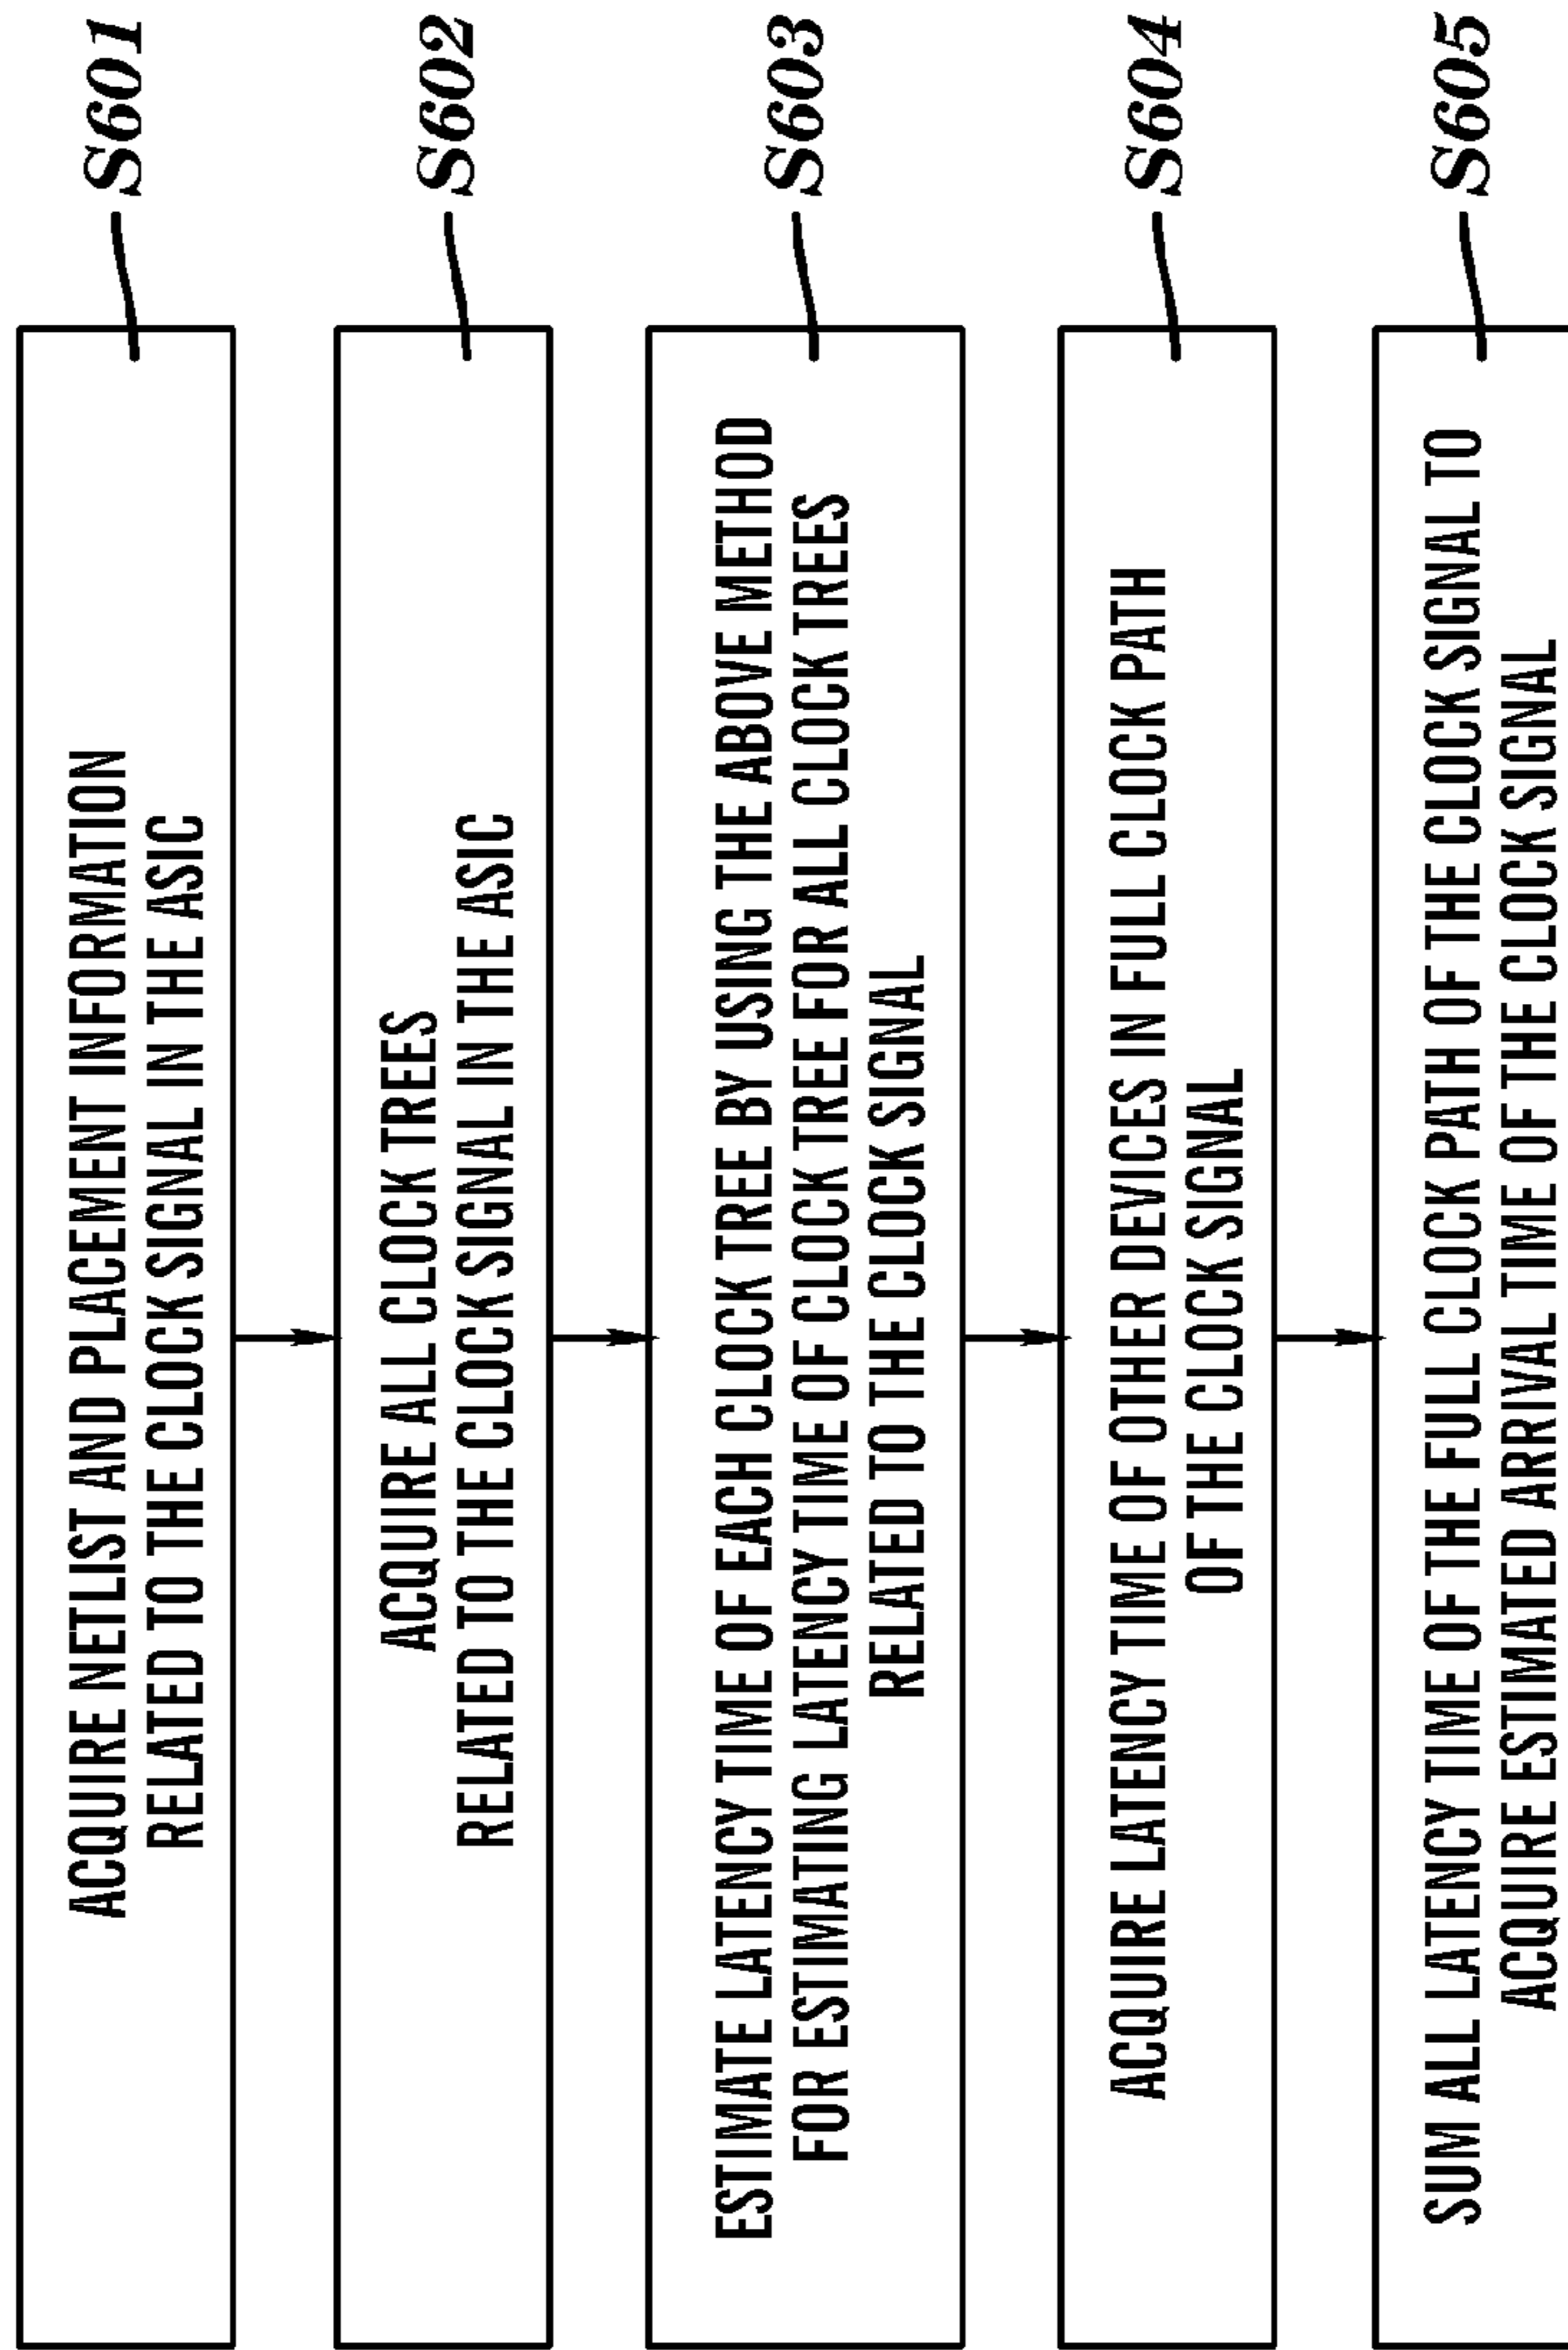 ACQUIRE NETLIST AND PLACEMENT INFORMATION
RELATED TO THE CLOCK SIGNAL IN THE ASIC
S601
ACQUIRE ALL CLOCK TREES
RELATED TO THE CLOCK SIGNAL IN THE ASIC
S602
ESTIMATE LATENCY TIME OF EACH CLOCK TREE BY USING THE ABOVE METHOD
FOR ESTIMATING LATENCY TIME OF CLOCK TREE FOR ALL CLOCK TREES
RELATED TO THE CLOCK SIGNAL
S603
ACQUIRE LATENCY TIME OF OTHER DEVICES IN FULL CLOCK PATH
OF THE CLOCK SIGNAL
S604
SUM ALL LATENCY TIME OF THE FULL CLOCK PATH OF THE CLOCK SIGNAL TO
ACQUIRE ESTIMATED ARRIVAL TIME OF THE CLOCK SIGNAL
S605